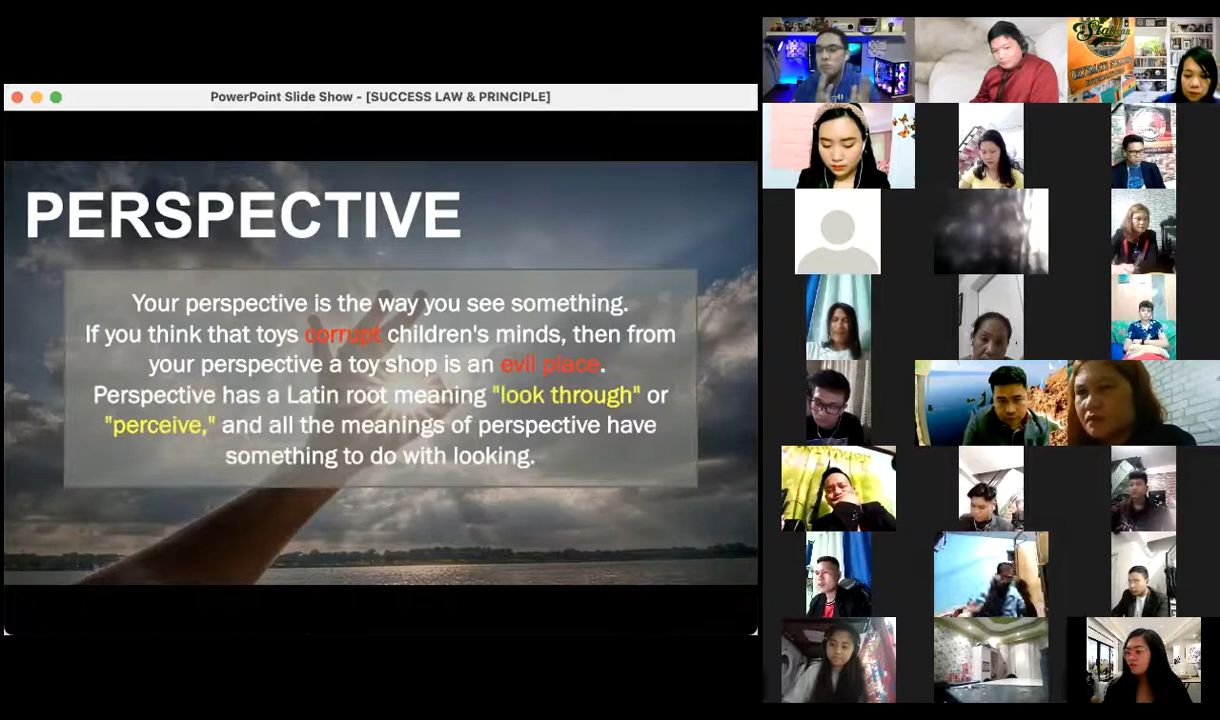 PowerPoint Slide Show - [SUCCESS LAW & PRINCIPLE]
PERSPECTIVE
Your perspective is the way you see something.
If you think that toys corrupt children's minds, then from
your perspective a toy shop is an evil place.
Perspective has a Latin root meaning "look through" or
"perceive," and all the meanings of perspective have
something to do with looking.